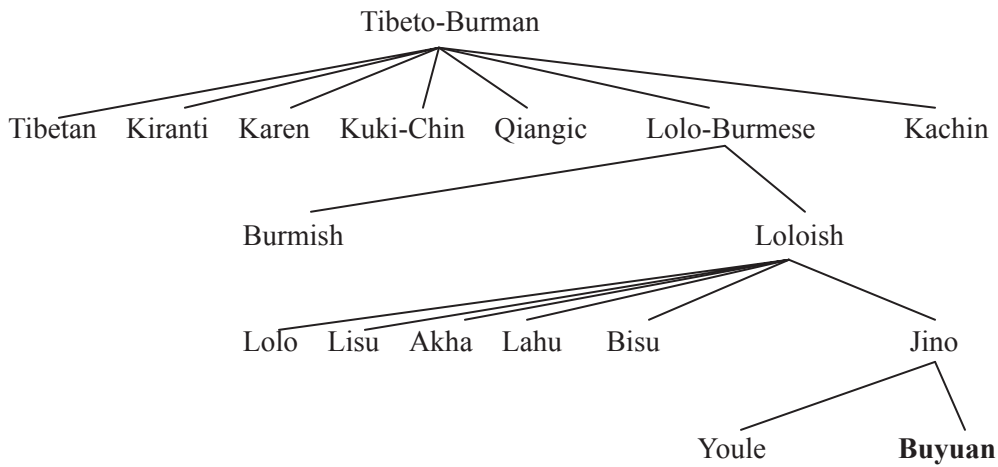 Tibeto-Burman
Tibetan Kiranti Karen Kuki-Chin Qiangic Lolo-Burmese Kachin
Burmish Loloish
Lolo Lisu Akha Lahu Bisu Jino
Youle Buyuan